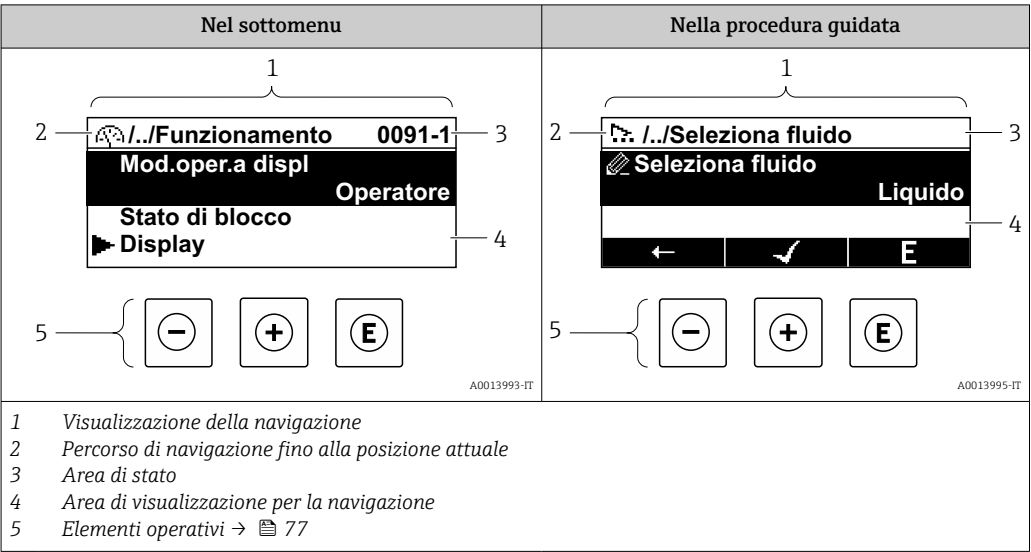 Nel sottomenu
1
2
/../Funzionamento 0091-1
3
Mod.oper.a displ
Operatore
Stato di blocco
Display
4
5
- + E
A0013993-IT
Nella procedura guidata
1
2
/../Seleziona fluido
3
Seleziona fluido
Liquido
4
← ✓ E
5
- + E
A0013995-IT
1 Visualizzazione della navigazione
2 Percorso di navigazione fino alla posizione attuale
3 Area di stato
4 Area di visualizzazione per la navigazione
5 Elementi operativi → 77